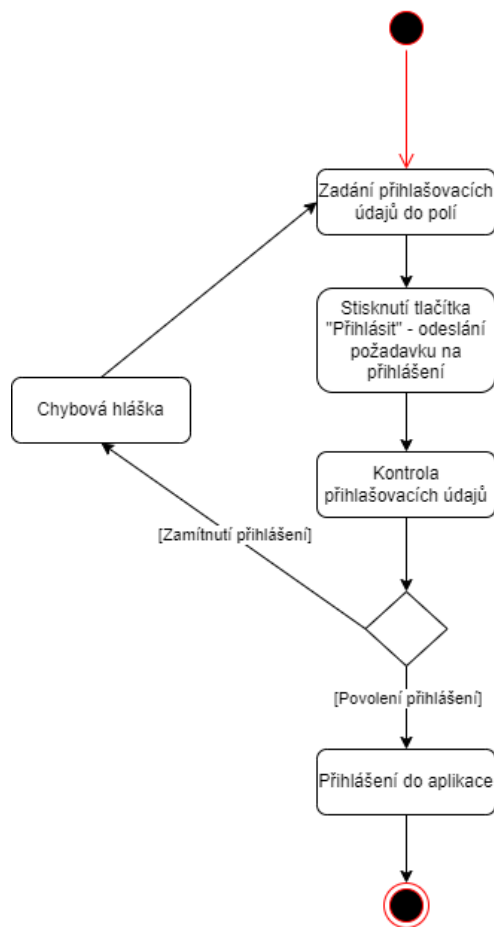 Zadání přihlašovacích
údajů do polí
Stisknutí tlačítka
"Přihlásit" - odeslání
požadavku na
přihlášení
Chybová hláška
Kontrola
přihlašovacích údajů
[Zamítnutí přihlášení]
[Povolení přihlášení]
Přihlášení do aplikace